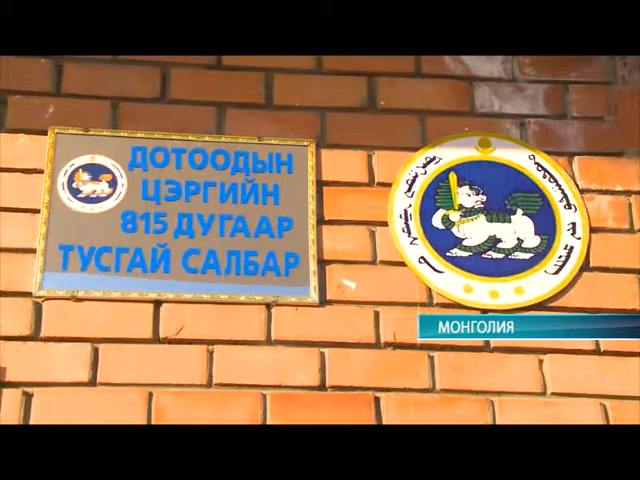 ДОТООДЫН
ЦЭРГИЙН
815 ДУГААР
ТУСГАЙ САЛБАР
МОНГОЛИЯ